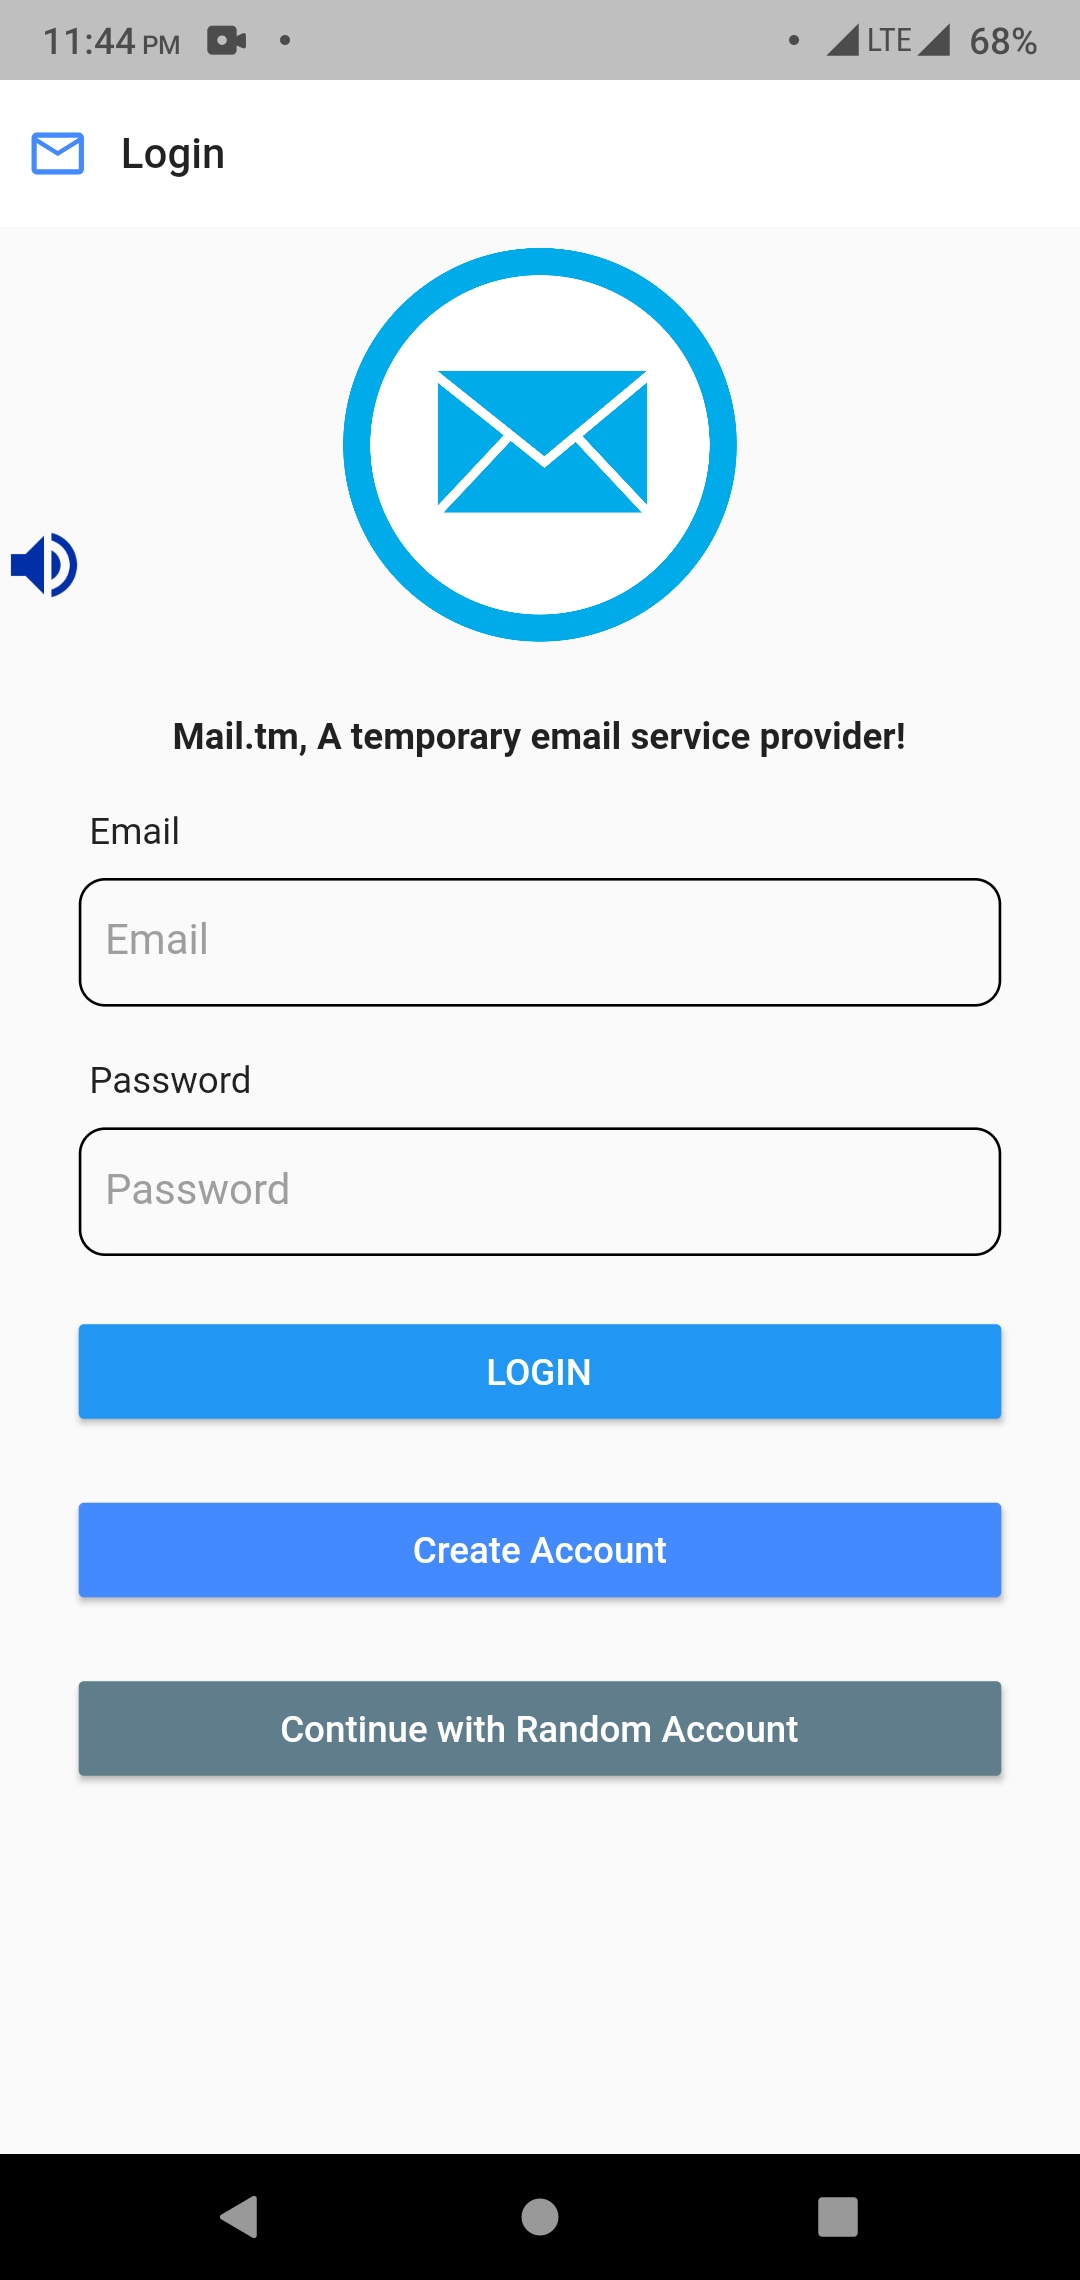 11:44 PM LTE 68%
Login
Mail.tm, A temporary email service provider!
Email
Email
Password
Password
LOGIN
Create Account
Continue with Random Account